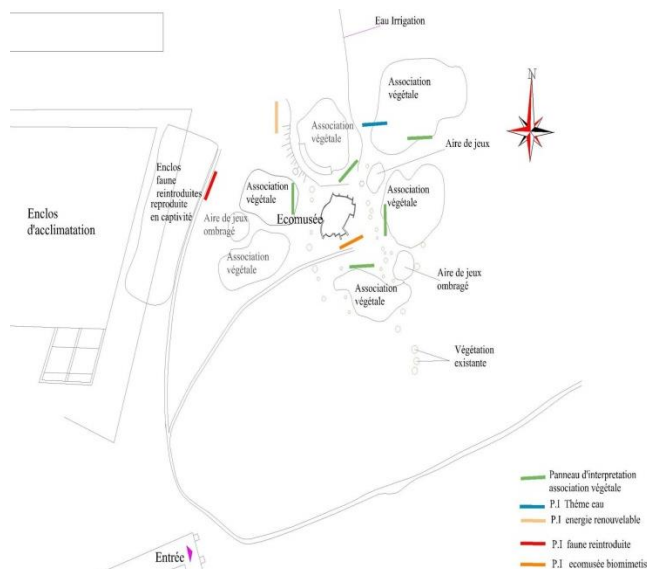 Eau Irrigation
N
Association
végétale
Association
végétale
Aire de jeux
Enclos
faune
reintroduites
reproduite
en captivité
Association
végétale
Association
végétale
Enclos
d'acclimatation
Aire de jeux
ombragé
Ecomusée
Association
végétale
Aire de jeux
ombragé
Association
végétale
Végétation
existante
Panneau d'interpretation
association végétale
P.I Thème eau
P.I energie renouvelable
P.I faune reintroduite
P.I ecomusée biomimetis
Entrée